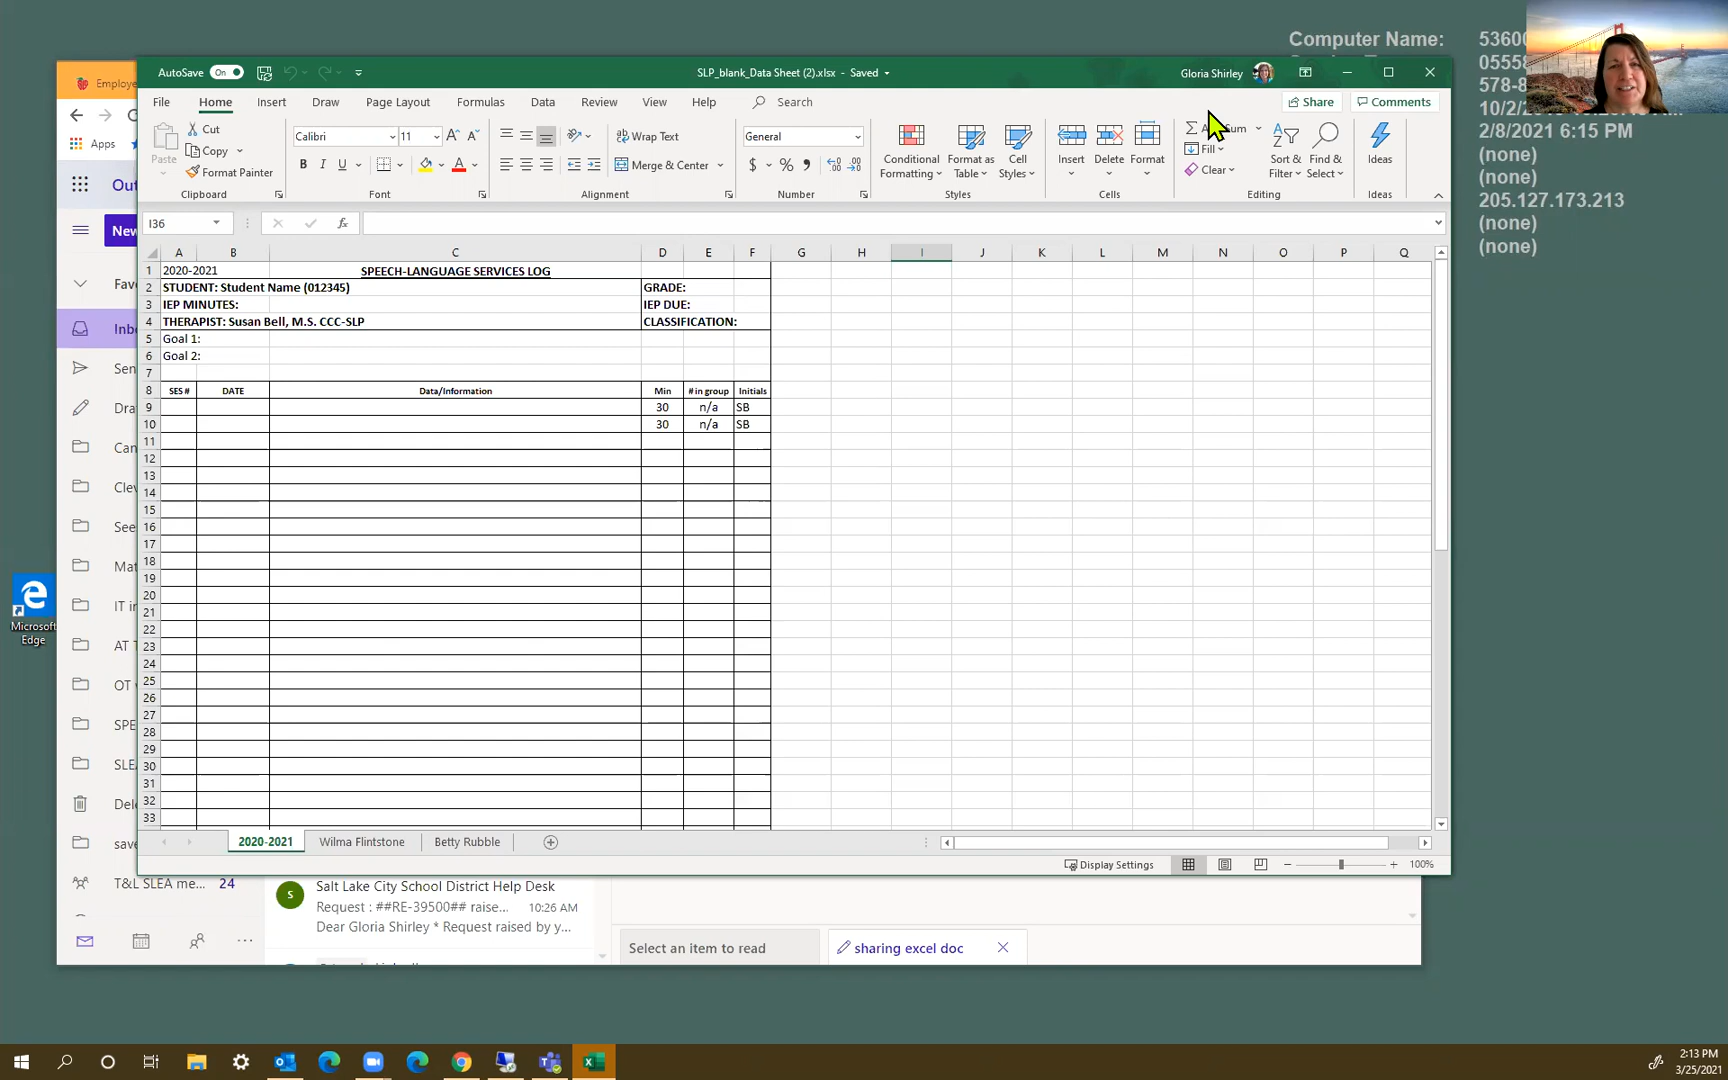 Computer Name:
2/8/2021 6:15 PM
(none)
(none)
205.127.173.213
(none)
(none)
Employe
Apps
Out
New
Fav
Inb
Sen
Dra
Can
Clev
See
Mat
IT i
AT T
OT
SPE
SLE
Dele
save
T&L SLEA me... 24
AutoSave On
SLP_blank_Data Sheet (2).xlsx - Saved
Gloria Shirley
File Home Insert Draw Page Layout Formulas Data Review View Help Search Share Comments
Paste Cut Copy Format Painter Clipboard
Calibri 11 B I U A Font
Wrap Text Merge & Center Alignment
General $ % Number
Conditional Formatting Format as Table Cell Styles Styles
Insert Delete Format Cells
Fill Clear Sort & Filter Find & Select Editing
Ideas Ideas
I36 fx
A B C D E F G H I J K L M N O P Q
1 2020-2021 SPEECH-LANGUAGE SERVICES LOG
2 STUDENT: Student Name (012345) GRADE:
3 IEP MINUTES: IEP DUE:
4 THERAPIST: Susan Bell, M.S. CCC-SLP CLASSIFICATION:
5 Goal 1:
6 Goal 2:
7
8 SES # DATE Data/Information Min # in group Initials
9 30 n/a SB
10 30 n/a SB
11
12
13
14
15
16
17
18
19
20
21
22
23
24
25
26
27
28
29
30
31
32
33
2020-2021 Wilma Flintstone Betty Rubble
Display Settings 100%
S
Salt Lake City School District Help Desk
Request : ##RE-39500## raise... 10:26 AM
Dear Gloria Shirley * Request raised by y...
Select an item to read
sharing excel doc
Microsoft
Edge
2:13 PM
3/25/2021